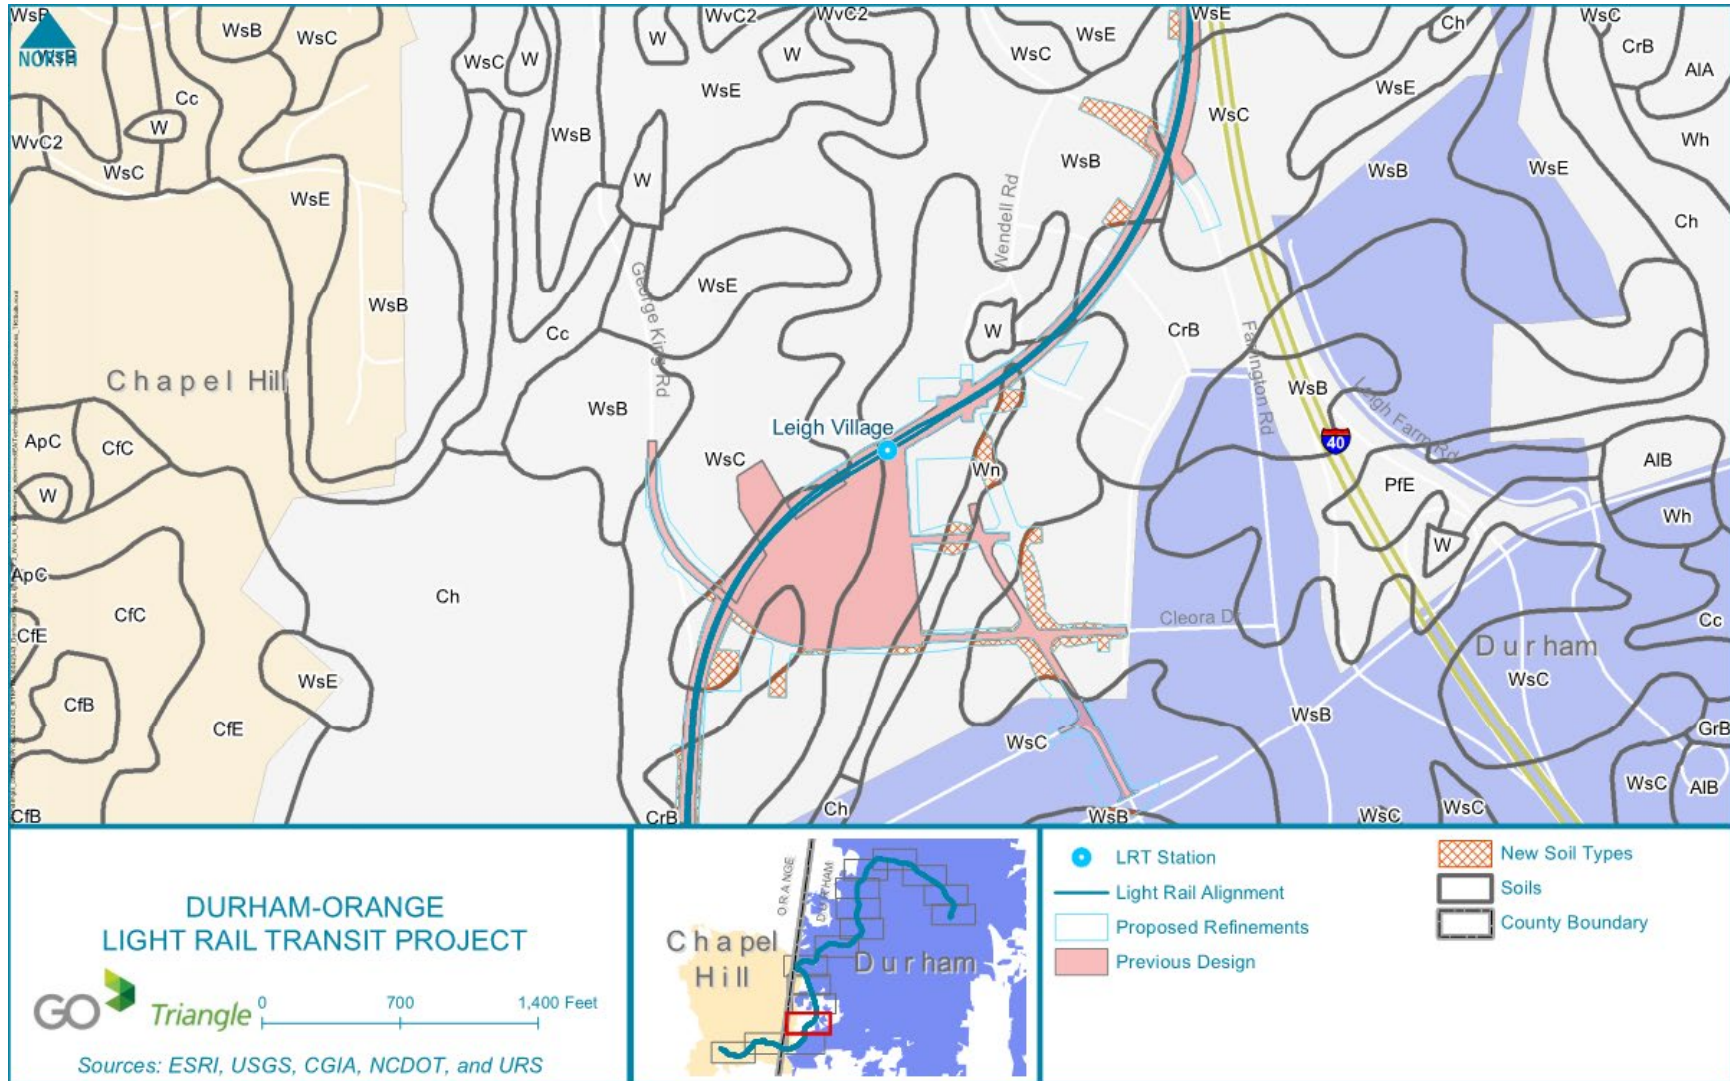 WsB
WvC2
WvC2
WsE
Ch
WsC
NORTH
WsB
WsB
WsC
W
W
WsC
WsE
CrB
WsC
W
AlA
WsE
WsE
Cc
WsC
W
WsB
Wh
WvC2
WsB
WsB
WsE
WsC
W
WsE
Wendell Rd
Ch
WsB
WsE
George King Rd
Cc
W
CrB
Farrington Rd
Chapel Hill
WsB
WsB
Leigh Farm Rd
Leigh Village
40
ApC
CfC
WsC
Wn
AlB
W
PfE
Wh
W
ApC
Ch
CfC
CfE
Cleora Dr
Cc
Durham
WsE
WsC
CfB
CfE
WsB
WsC
GrB
WsC
AlB
CfB
CrB
Ch
WsB
WsC
WsC
DURHAM-ORANGE
LIGHT RAIL TRANSIT PROJECT
GO Triangle
0 700 1,400 Feet
Sources: ESRI, USGS, CGIA, NCDOT, and URS
ORANGE
DURHAM
Chapel
Hill
Durham
LRT Station
Light Rail Alignment
Proposed Refinements
Previous Design
New Soil Types
Soils
County Boundary